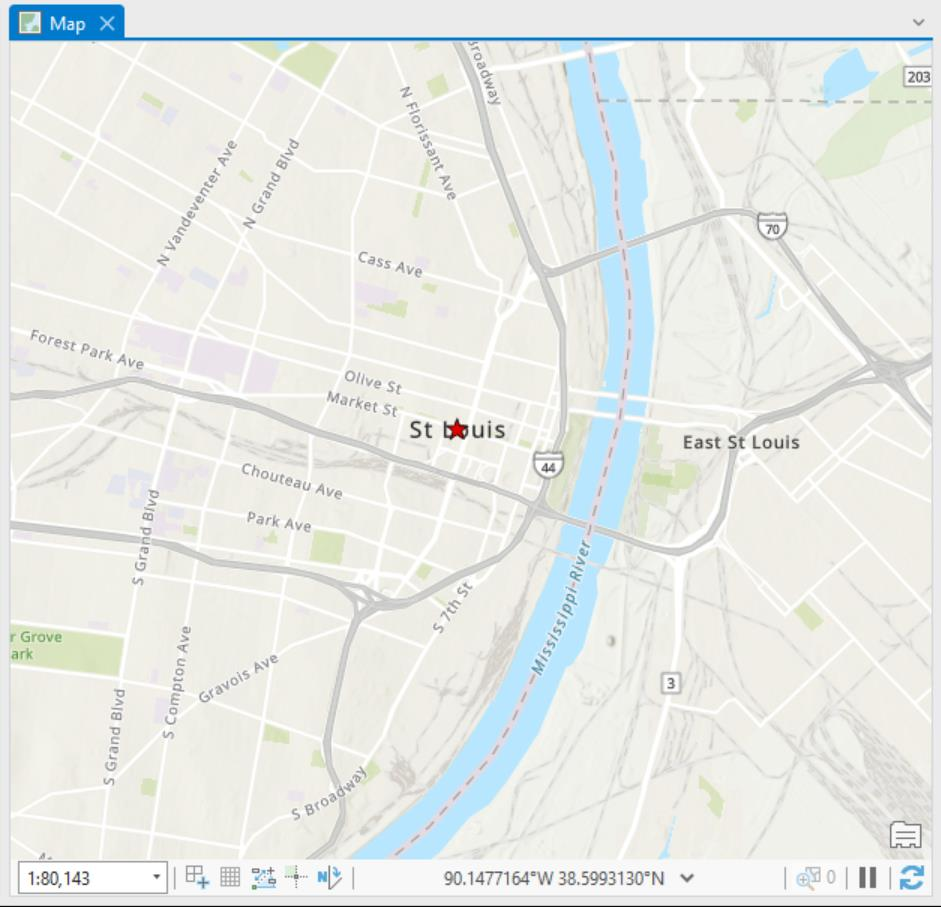 Map
Broadway
203
N Florissant Ave
N Vandeventer Ave
N Grand Blvd
70
Cass Ave
Forest Park Ave
Olive St
Market St
St Louis
East St Louis
44
Chouteau Ave
Park Ave
S Grand Blvd
S 7th St
Mississippi River
r Grove
ark
S Compton Ave
Gravois Ave
3
S Grand Blvd
S Broadway
1:80,143
N
90.1477164°W 38.5993130°N
0